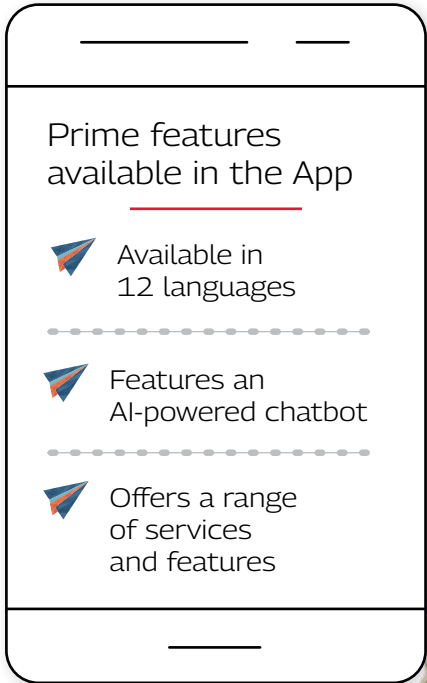 Prime features
available in the App
Available in
12 languages
Features an
AI-powered chatbot
Offers a range
of services
and features